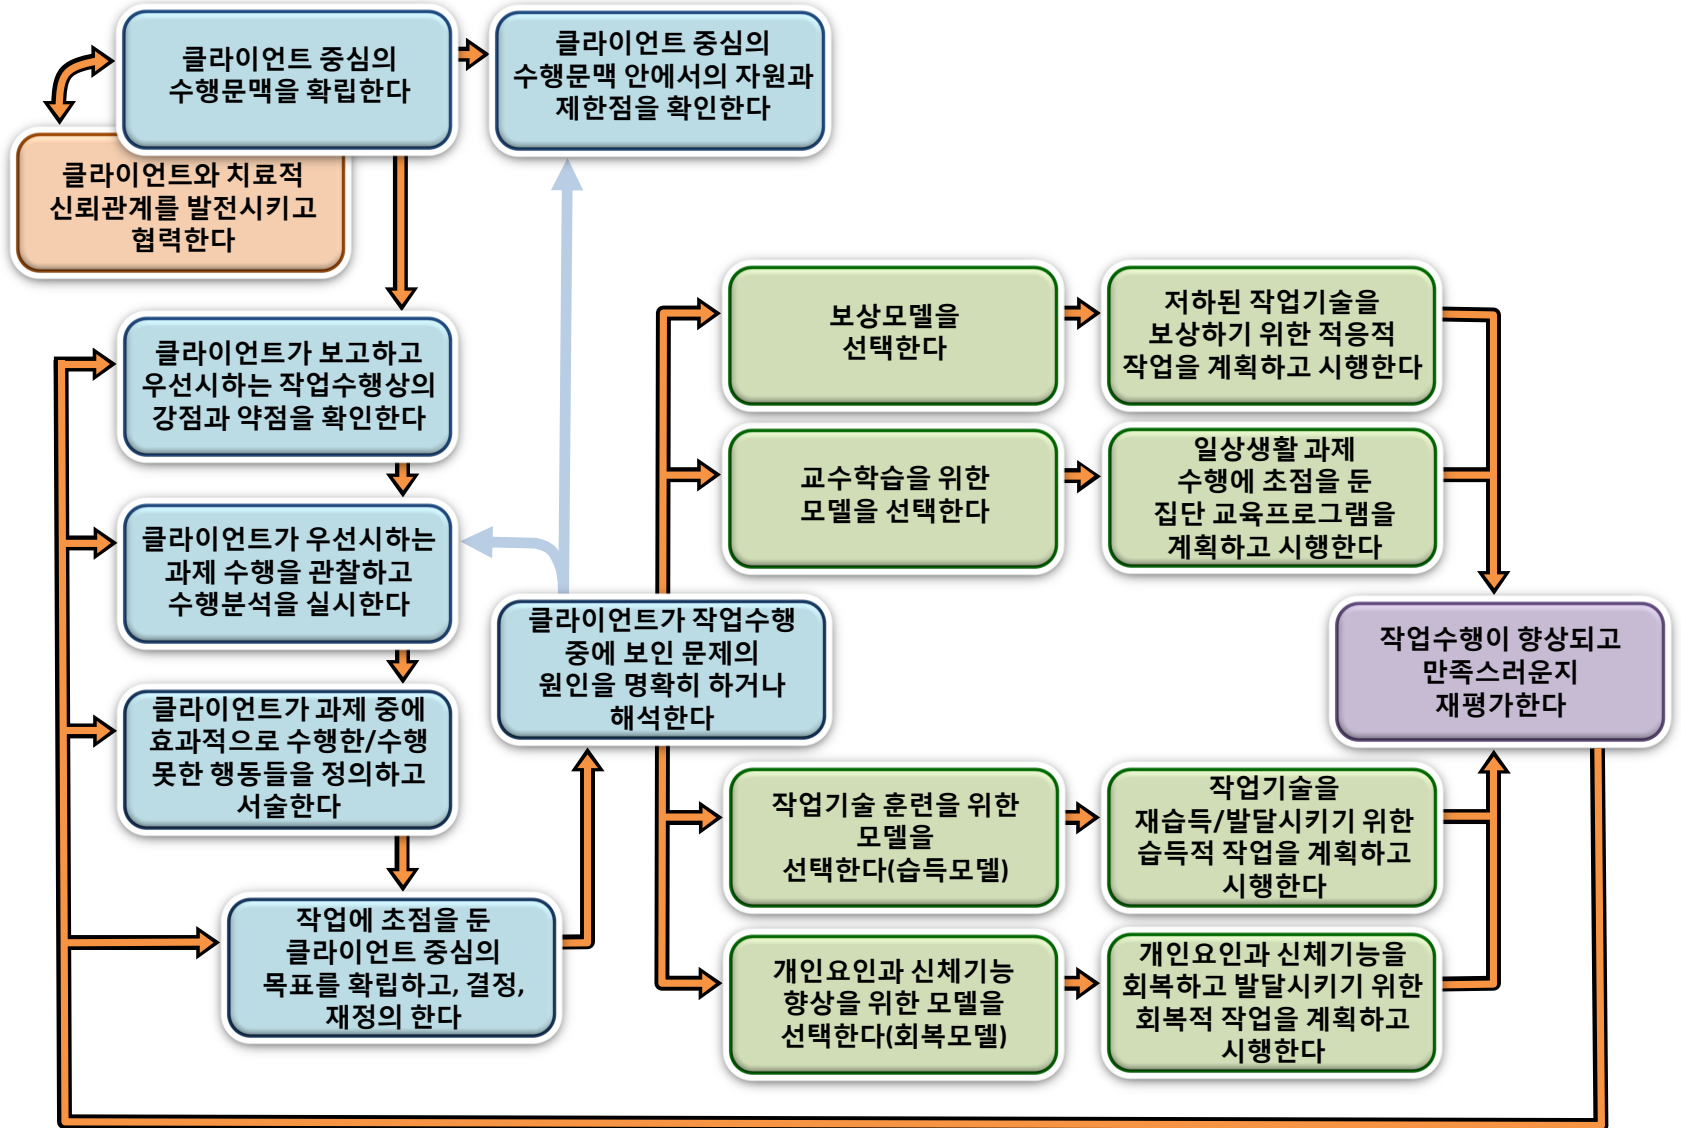 클라이언트 중심의
수행문맥을 확립한다
클라이언트 중심의
수행문맥 안에서의 자원과
제한점을 확인한다
클라이언트와 치료적
신뢰관계를 발전시키고
협력한다
클라이언트가 보고하고
우선시하는 작업수행상의
강점과 약점을 확인한다
클라이언트가 우선시하는
과제 수행을 관찰하고
수행분석을 실시한다
클라이언트가 과제 중에
효과적으로 수행한/수행
못한 행동들을 정의하고
서술한다
작업에 초점을 둔
클라이언트 중심의
목표를 확립하고, 결정,
재정의 한다
클라이언트가 작업수행
중에 보인 문제의
원인을 명확히 하거나
해석한다
보상모델을
선택한다
저하된 작업기술을
보상하기 위한 적응적
작업을 계획하고 시행한다
교수학습을 위한
모델을 선택한다
일상생활 과제
수행에 초점을 둔
집단 교육프로그램을
계획하고 시행한다
작업기술 훈련을 위한
모델을
선택한다(습득모델)
작업기술을
재습득/발달시키기 위한
습득적 작업을 계획하고
시행한다
개인요인과 신체기능
향상을 위한 모델을
선택한다(회복모델)
개인요인과 신체기능을
회복하고 발달시키기 위한
회복적 작업을 계획하고
시행한다
작업수행이 향상되고
만족스러운지
재평가한다